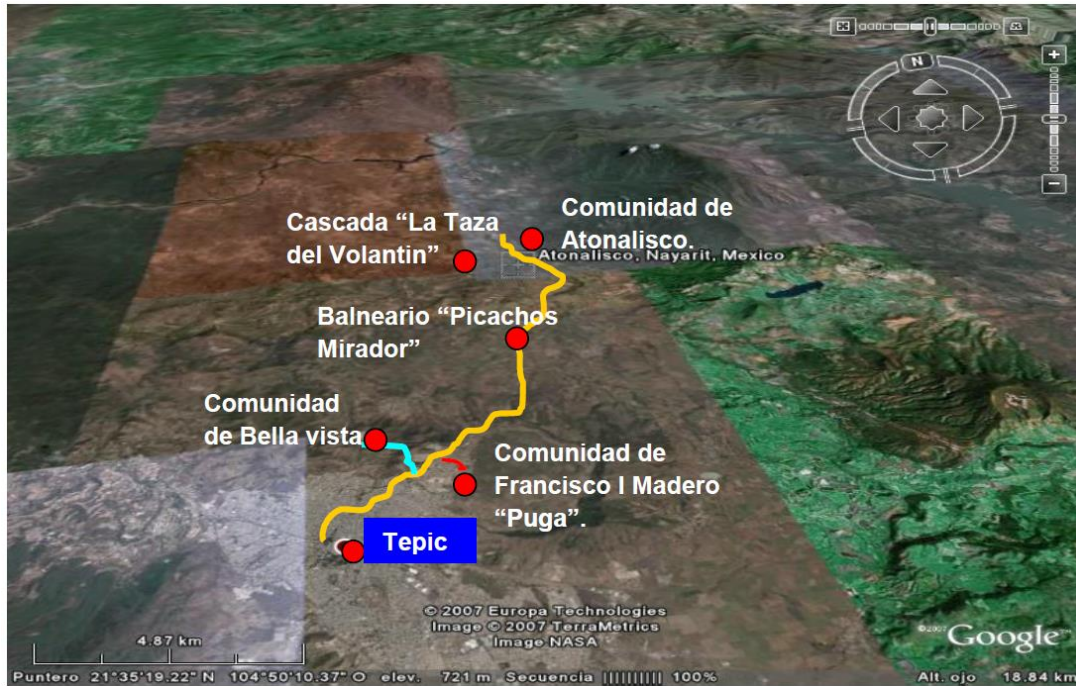 N
Cascada “La Taza
del Volantin”
Comunidad de
Atonalisco.
Atonalisco, Nayarit, Mexico
Balneario “Picachos
Mirador”
Comunidad
de Bella vista
Comunidad de
Francisco I Madero
“Puga”.
Tepic
© 2007 Europa Technologies
Image © 2007 TerraMetrics
Image NASA
©2007 Google™
4.87 km
Puntero 21°35'19.22" N 104°50'10.37" O elev. 721 m Secuencia |||||||||| 100% Alt. ojo 18.84 km